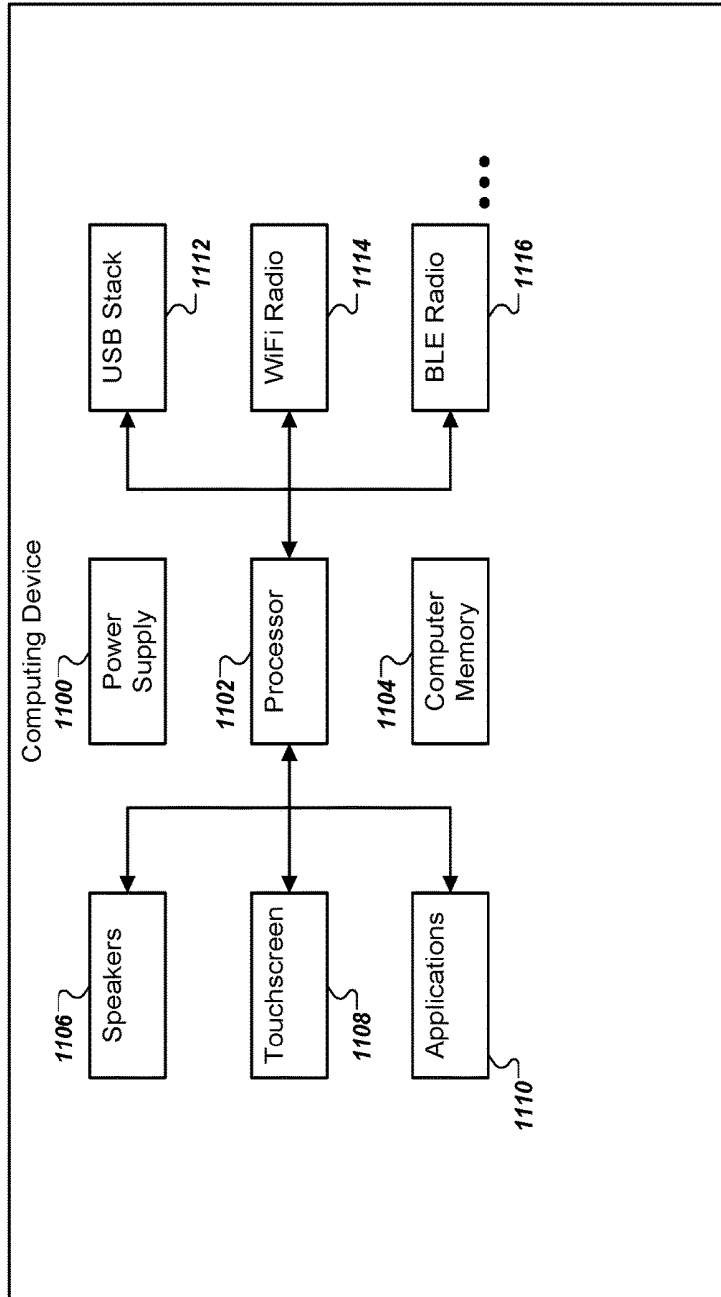 Computing Device
1106
Speakers
1100
Power
Supply
USB Stack
1112
Touchscreen
1108
1102
Processor
WiFi Radio
1114
Applications
1110
1104
Computer
Memory
BLE Radio
1116